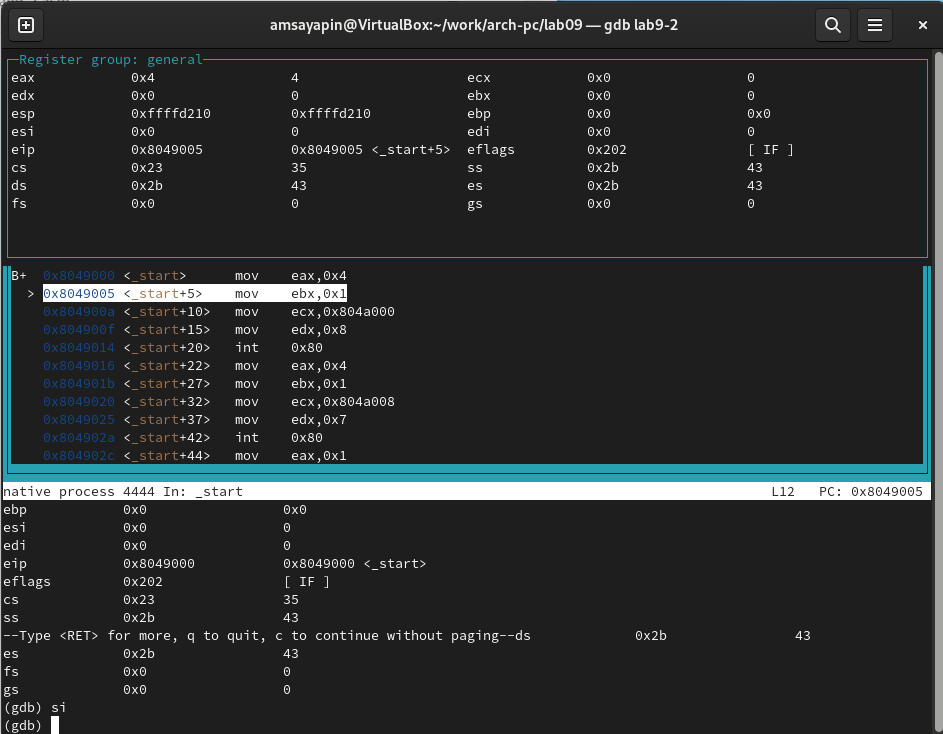 amsayapin@VirtualBox:~/work/arch-pc/lab09 — gdb lab9-2
Register group: general
eax 0x4 4 ecx 0x0 0
edx 0x0 0 ebx 0x0 0
esp 0xffffd210 0xffffd210 ebp 0x0 0x0
esi 0x0 0 edi 0x0 0
eip 0x8049005 0x8049005 <_start+5> eflags 0x202 [ IF ]
cs 0x23 35 ss 0x2b 43
ds 0x2b 43 es 0x2b 43
fs 0x0 0 gs 0x0 0
B+ 0x8049000 <_start> mov eax,0x4
> 0x8049005 <_start+5> mov ebx,0x1
0x804900a <_start+10> mov ecx,0x804a000
0x804900f <_start+15> mov edx,0x8
0x8049014 <_start+20> int 0x80
0x8049016 <_start+22> mov eax,0x4
0x804901b <_start+27> mov ebx,0x1
0x8049020 <_start+32> mov ecx,0x804a008
0x8049025 <_start+37> mov edx,0x7
0x804902a <_start+42> int 0x80
0x804902c <_start+44> mov eax,0x1
native process 4444 In: _start L12 PC: 0x8049005
ebp 0x0 0x0
esi 0x0 0
edi 0x0 0
eip 0x8049000 0x8049000 <_start>
eflags 0x202 [ IF ]
cs 0x23 35
ss 0x2b 43
--Type <RET> for more, q to quit, c to continue without paging--ds 0x2b 43
es 0x2b 43
fs 0x0 0
gs 0x0 0
(gdb) si
(gdb)